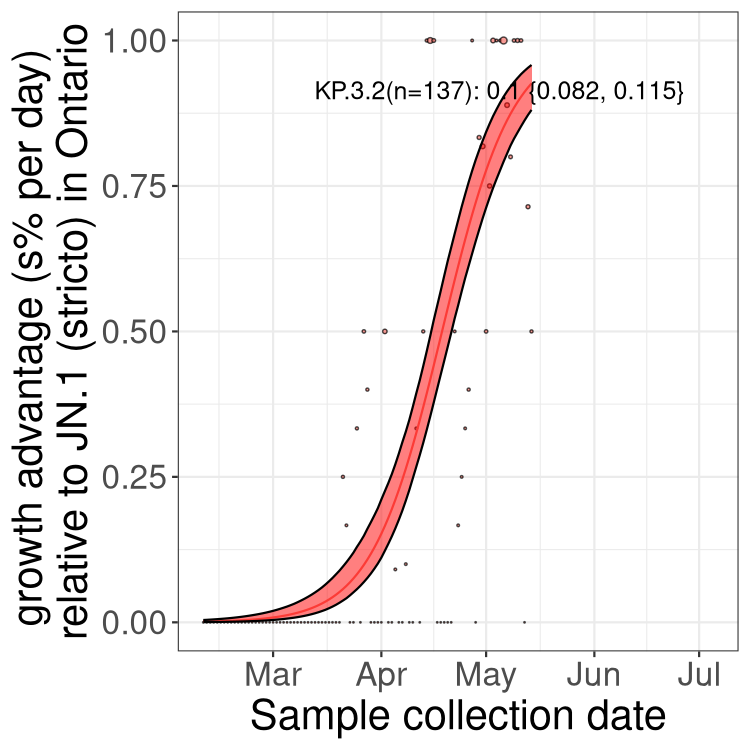 growth advantage (s% per day)
relative to JN.1 (stricto) in Ontario
1.00
0.75
0.50
0.25
0.00
KP.3.2(n=137): 0.1 {0.082, 0.115}
Mar Apr May Jun Jul
Sample collection date